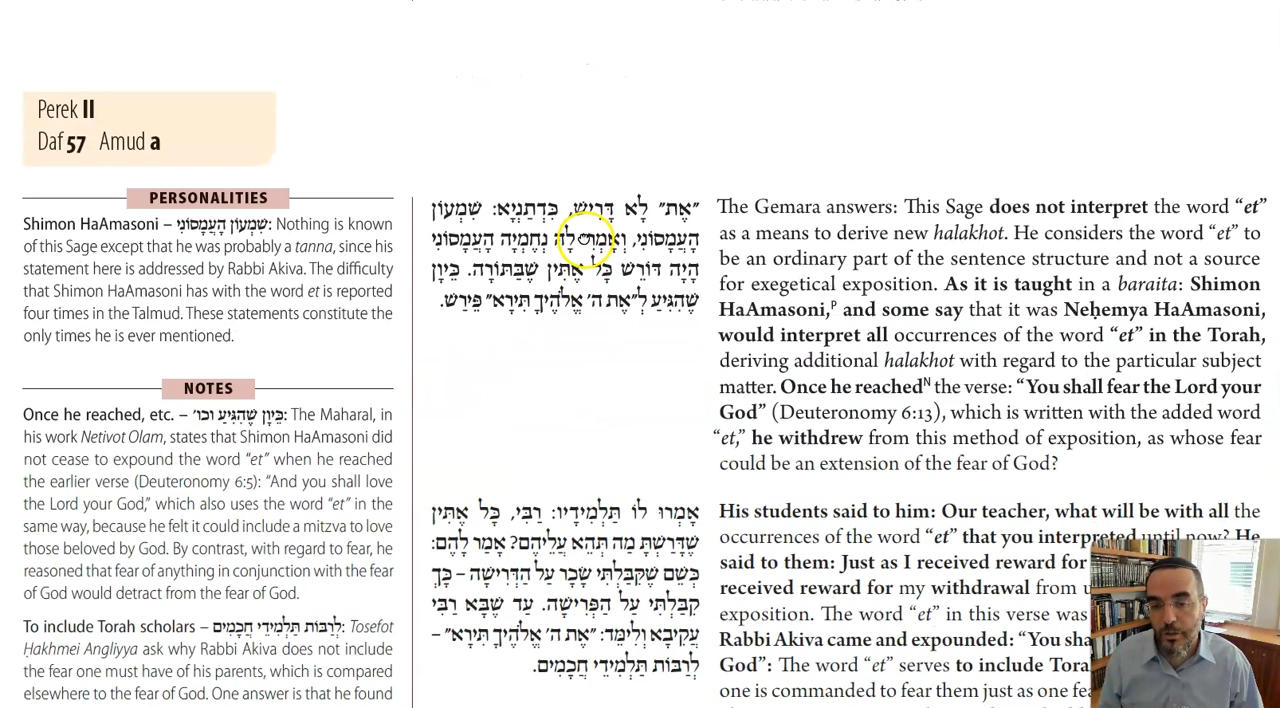 Perek II
Daf 57 Amud a
PERSONALITIES
Shimon HaAmasoni – שִׁמְעוֹן הָעַמְסוֹנִי: Nothing is known
of this Sage except that he was probably a tanna, since his
statement here is addressed by Rabbi Akiva. The difficulty
that Shimon HaAmasoni has with the word et is reported
four times in the Talmud. These statements constitute the
only times he is ever mentioned.
NOTES
Once he reached, etc. – כֵּיוָן שֶׁהִגִּיעַ וכו׳: The Maharal, in
his work Netivot Olam, states that Shimon HaAmasoni did
not cease to expound the word “et” when he reached
the earlier verse (Deuteronomy 6:5): “And you shall love
the Lord your God,” which also uses the word “et” in the
same way, because he felt it could include a mitzva to love
those beloved by God. By contrast, with regard to fear, he
reasoned that fear of anything in conjunction with the fear
of God would detract from the fear of God.
To include Torah scholars – לְרַבּוֹת תַּלְמִידֵי חֲכָמִים: Tosefot
Ḥakhmei Angliyya ask why Rabbi Akiva does not include
the fear one must have of his parents, which is compared
elsewhere to the fear of God. One answer is that he found
״אֶת״ לָא דָּרֵישׁ, כִּדְתַנְיָא: שִׁמְעוֹן
הָעַמְסוֹנִי, וְאָמְרִי לָהּ נְחֶמְיָה הָעַמְסוֹנִי
הָיָה דּוֹרֵשׁ כָּל אֶתִּין שֶׁבַּתּוֹרָה. כֵּיוָן
שֶׁהִגִּיעַ לְ״אֶת ה׳ אֱלֹהֶיךָ תִּירָא״ פֵּירַשׁ.
אָמְרוּ לוֹ תַּלְמִידָיו: רַבִּי, כָּל אֶתִּין
שֶׁדָּרַשְׁתָּ מַה תְּהֵא עֲלֵיהֶם? אָמַר לָהֶם:
כְּשֵׁם שֶׁקִּבַּלְתִּי שָׂכָר עַל הַדְּרִישָׁה – כָּךְ
קִבַּלְתִּי עַל הַפְּרִישָׁה. עַד שֶׁבָּא רַבִּי
עֲקִיבָא וְלִימֵּד: ״אֶת ה׳ אֱלֹהֶיךָ תִּירָא״ –
לְרַבּוֹת תַּלְמִידֵי חֲכָמִים.
The Gemara answers: This Sage does not interpret the word “et”
as a means to derive new halakhot. He considers the word “et” to
be an ordinary part of the sentence structure and not a source
for exegetical exposition. As it is taught in a baraita: Shimon
HaAmasoni,P and some say that it was Neḥemya HaAmasoni,
would interpret all occurrences of the word “et” in the Torah,
deriving additional halakhot with regard to the particular subject
matter. Once he reachedN the verse: “You shall fear the Lord your
God” (Deuteronomy 6:13), which is written with the added word
“et,” he withdrew from this method of exposition, as whose fear
could be an extension of the fear of God?
His students said to him: Our teacher, what will be with all the
occurrences of the word “et” that you interpreted until now? He
said to them: Just as I received reward for
received reward for my withdrawal from
exposition. The word “et” in this verse was
Rabbi Akiva came and expounded: “You sha
God”: The word “et” serves to include Tora
one is commanded to fear them just as one fea